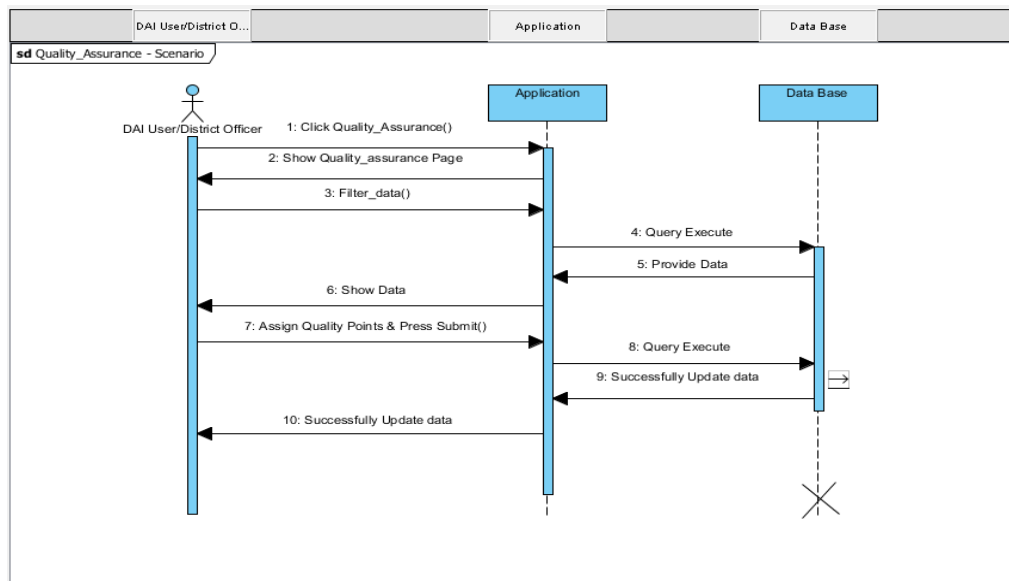 DAI User/District O...
Application
Data Base
sd Quality_Assurance - Scenario
Application
Data Base
DAI User/District Officer
1: Click Quality_Assurance()
2: Show Quality_assurance Page
3: Filter_data()
4: Query Execute
5: Provide Data
6: Show Data
7: Assign Quality Points & Press Submit()
8: Query Execute
9: Successfully Update data
10: Successfully Update data